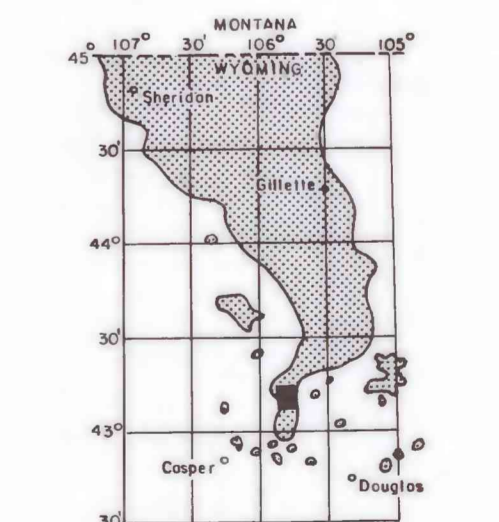 MONTANA
107° 30' 106° 30' 105°
45°
WYOMING
Sheridan
30'
Gillette
44°
30'
43°
Casper
Douglas
30'